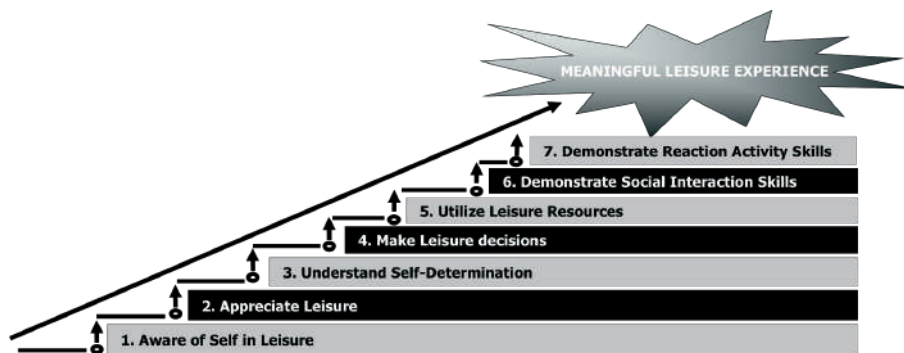 MEANINGFUL LEISURE EXPERIENCE
7. Demonstrate Reaction Activity Skills
6. Demonstrate Social Interaction Skills
5. Utilize Leisure Resources
4. Make Leisure decisions
3. Understand Self-Determination
2. Appreciate Leisure
1. Aware of Self in Leisure